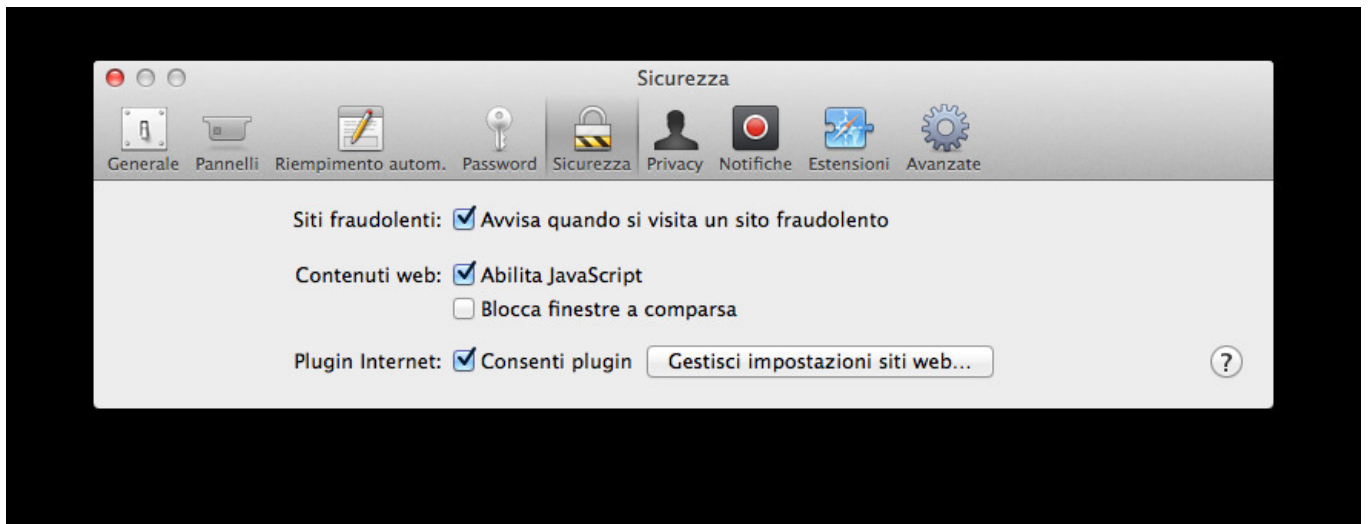 Sicurezza
Generale Pannelli Riempimento autom. Password Sicurezza Privacy Notifiche Estensioni Avanzate
Siti fraudolenti: Avvisa quando si visita un sito fraudolento
Contenuti web: Abilita JavaScript
Blocca finestre a comparsa
Plugin Internet: Consenti plugin Gestisci impostazioni siti web... ?